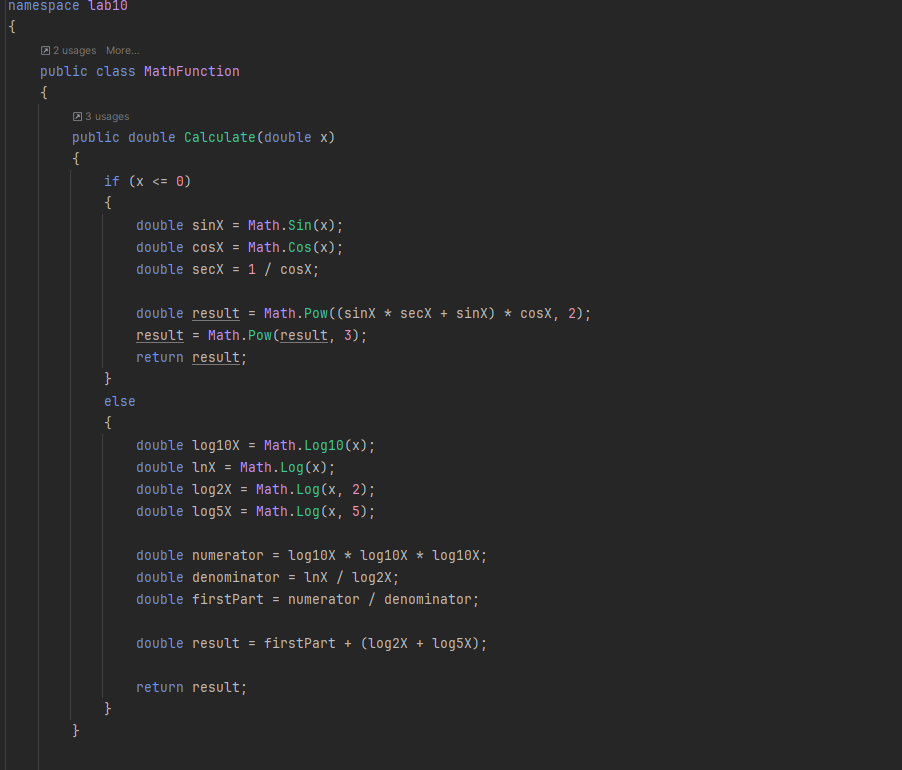 namespace lab10
{
2 usages More...
public class MathFunction
{
3 usages
public double Calculate(double x)
{
if (x <= 0)
{
double sinX = Math.Sin(x);
double cosX = Math.Cos(x);
double secX = 1 / cosX;
double result = Math.Pow((sinX * secX + sinX) * cosX, 2);
result = Math.Pow(result, 3);
return result;
}
else
{
double log10X = Math.Log10(x);
double lnX = Math.Log(x);
double log2X = Math.Log(x, 2);
double log5X = Math.Log(x, 5);
double numerator = log10X * log10X * log10X;
double denominator = lnX / log2X;
double firstPart = numerator / denominator;
double result = firstPart + (log2X + log5X);
return result;
}
}